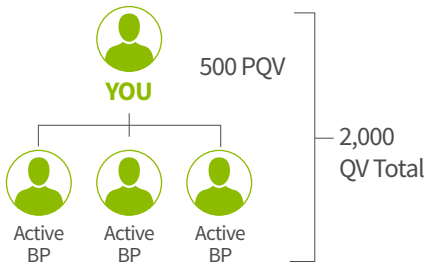 500 PQV
YOU
2,000
QV Total
Active
BP
Active
BP
Active
BP